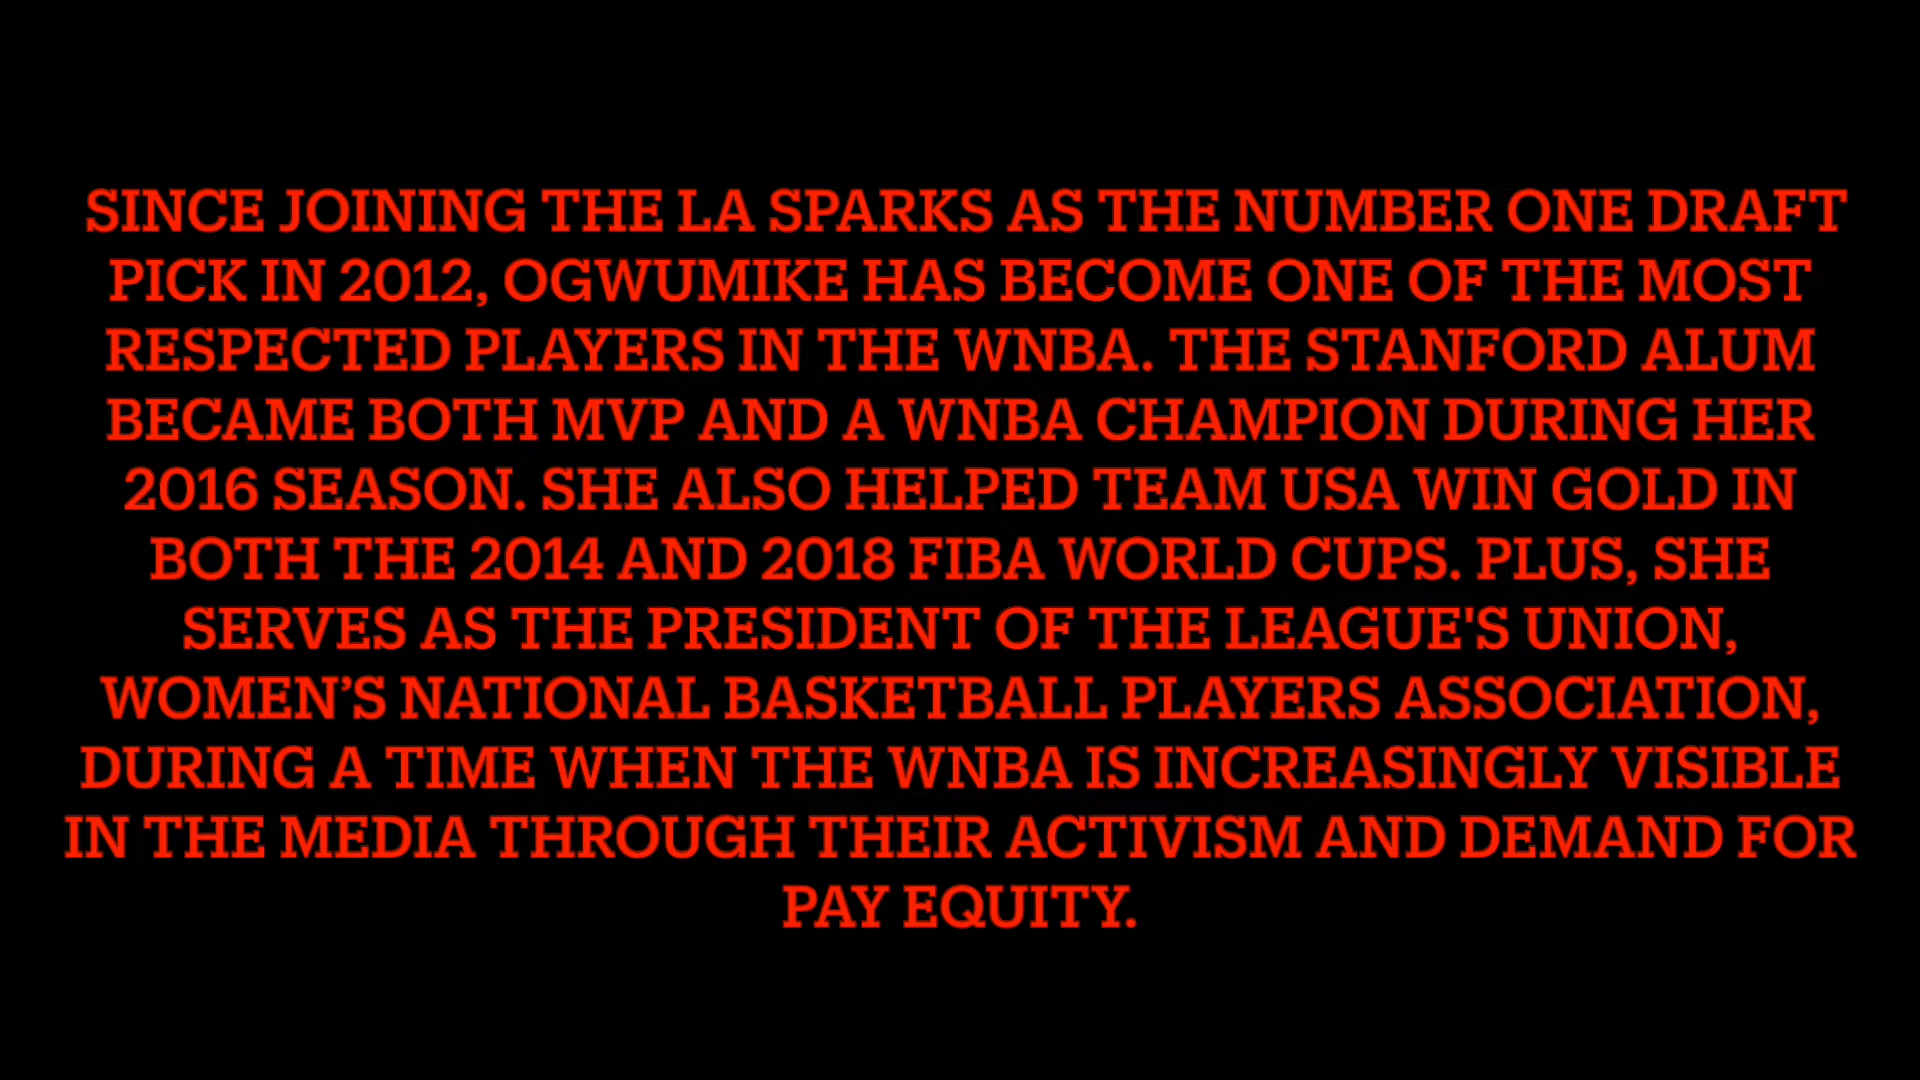 SINCE JOINING THE LA SPARKS AS THE NUMBER ONE DRAFT
PICK IN 2012, OGWUMIKE HAS BECOME ONE OF THE MOST
RESPECTED PLAYERS IN THE WNBA. THE STANFORD ALUM
BECAME BOTH MVP AND A WNBA CHAMPION DURING HER
2016 SEASON. SHE ALSO HELPED TEAM USA WIN GOLD IN
BOTH THE 2014 AND 2018 FIBA WORLD CUPS. PLUS, SHE
SERVES AS THE PRESIDENT OF THE LEAGUE'S UNION,
WOMEN’S NATIONAL BASKETBALL PLAYERS ASSOCIATION,
DURING A TIME WHEN THE WNBA IS INCREASINGLY VISIBLE
IN THE MEDIA THROUGH THEIR ACTIVISM AND DEMAND FOR
PAY EQUITY.